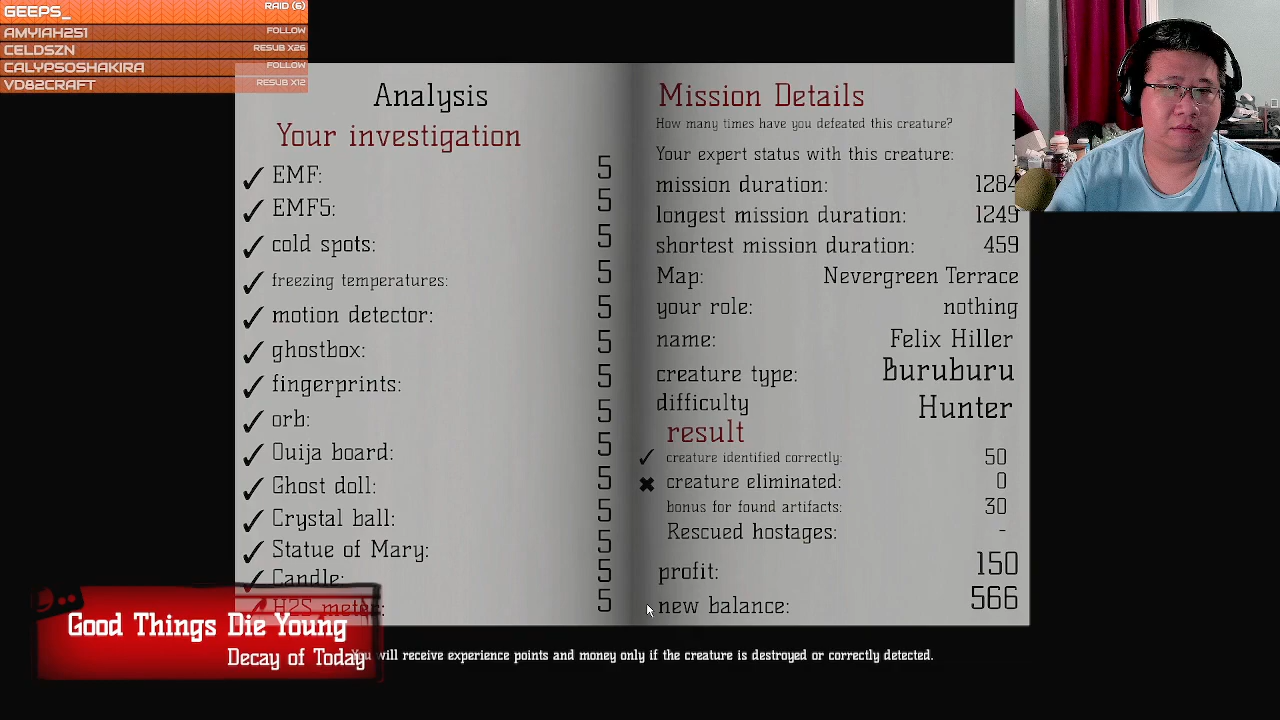 GEEPS_ RAID (6)
AMYIAH251 FOLLOW
CELDSZN RESUB X26
CALYPSOSHAKIRA FOLLOW
VD82CRAFT RESUB X12
Analysis
Your investigation
EMF: 5
EMF5: 5
cold spots: 5
freezing temperatures: 5
motion detector: 5
ghostbox: 5
fingerprints: 5
orb: 5
Ouija board: 5
Ghost doll: 5
Crystal ball: 5
Statue of Mary: 5
Candle: 5
H2S meter: 5
Mission Details
How many times have you defeated this creature?
Your expert status with this creature:
mission duration: 1284
longest mission duration: 1249
shortest mission duration: 459
Map: Nevergreen Terrace
your role: nothing
name: Felix Hiller
creature type: Buruburu
difficulty Hunter
result
creature identified correctly: 50
creature eliminated: 0
bonus for found artifacts: 30
Rescued hostages: -
profit: 150
new balance: 566
Good Things Die Young
Decay of Today
You will receive experience points and money only if the creature is destroyed or correctly detected.